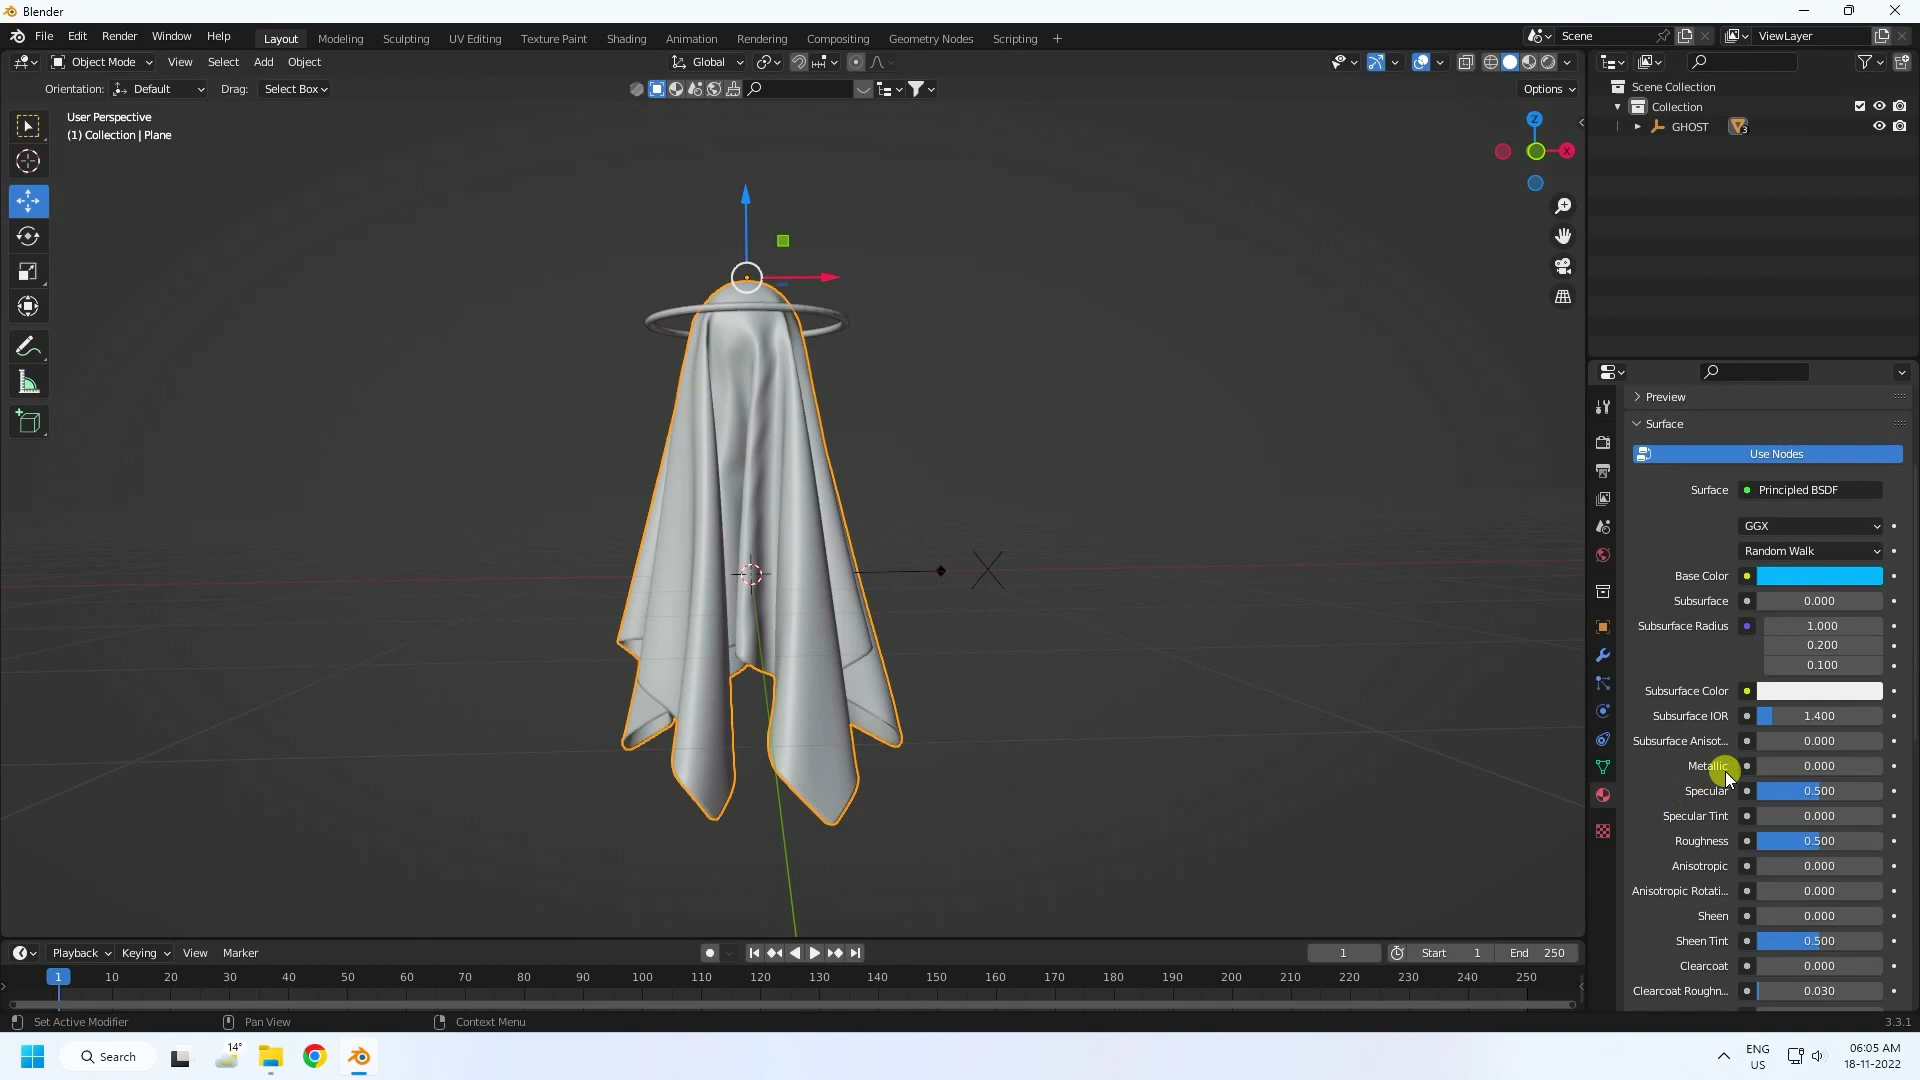 Blender
File Edit Render Window Help Layout Modeling Sculpting UV Editing Texture Paint Shading Animation Rendering Compositing Geometry Nodes Scripting + Scene ViewLayer
Object Mode View Select Add Object Global
Orientation: Default Drag: Select Box Options
User Perspective
(1) Collection | Plane
Z
X
Scene Collection
Collection
GHOST 3
Preview
Surface
Use Nodes
Surface Principled BSDF
GGX
Random Walk
Base Color
Subsurface 0.000
Subsurface Radius 1.000
0.200
0.100
Subsurface Color
Subsurface IOR 1.400
Subsurface Anisot... 0.000
Metallic 0.000
Specular 0.500
Specular Tint 0.000
Roughness 0.500
Anisotropic 0.000
Anisotropic Rotati... 0.000
Sheen 0.000
Sheen Tint 0.500
Clearcoat 0.000
Clearcoat Roughn... 0.030
Playback Keying View Marker 1 Start 1 End 250
1 10 20 30 40 50 60 70 80 90 100 110 120 130 140 150 160 170 180 190 200 210 220 230 240 250
Set Active Modifier Pan View Context Menu 3.3.1
Search 14° ENG US 06:05 AM
18-11-2022